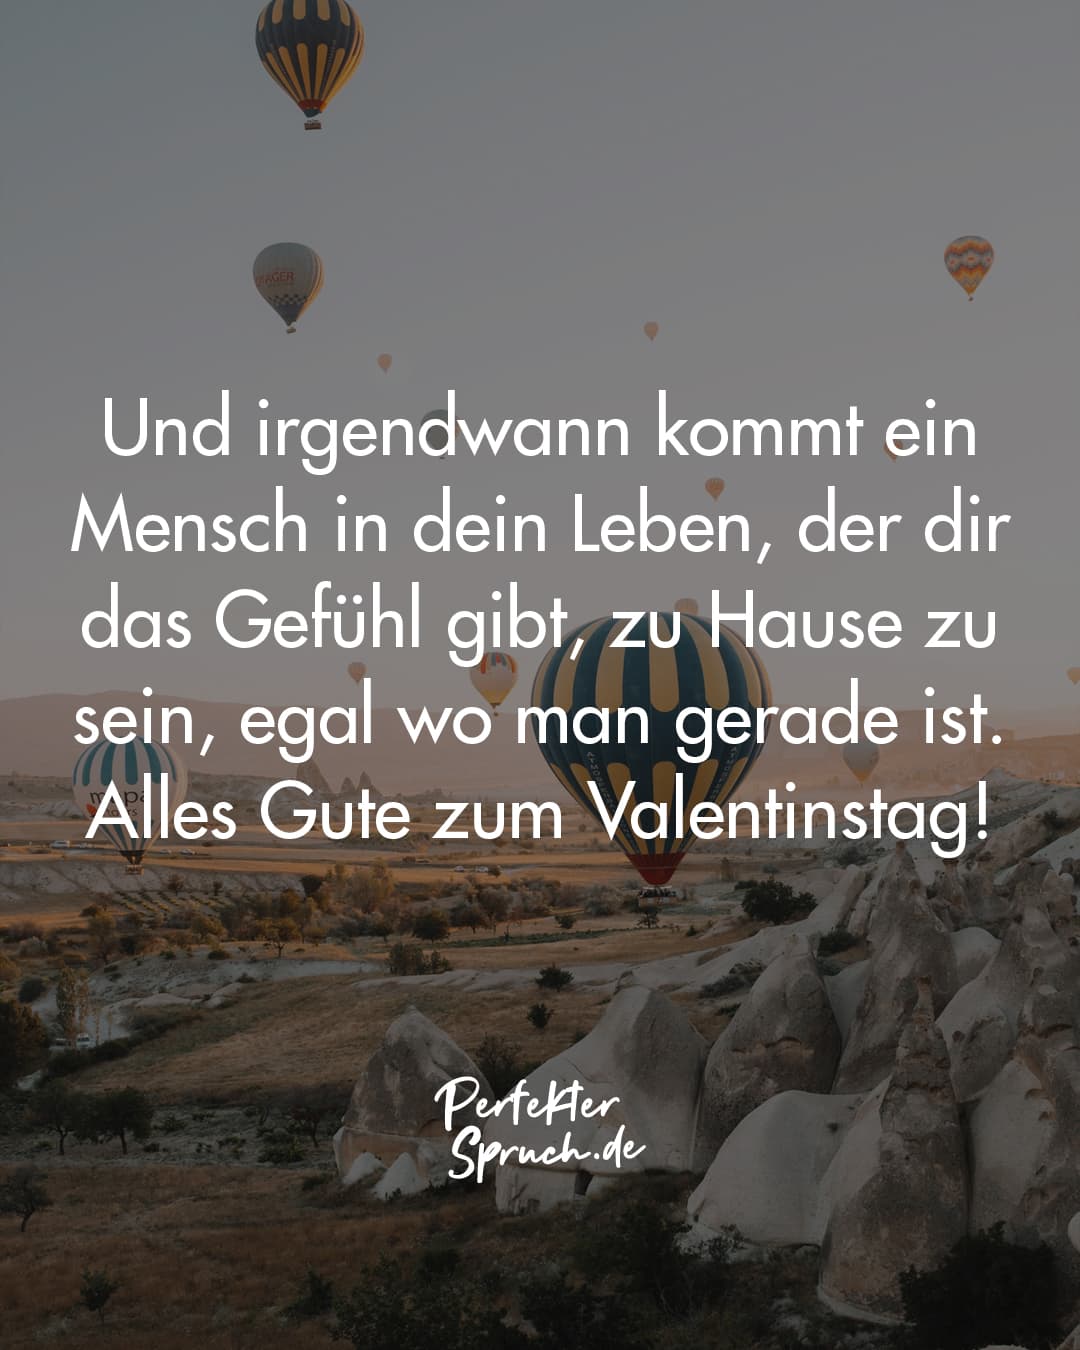 VAGER
Und irgendwann kommt ein
Mensch in dein Leben, der dir
das Gefühl gibt, zu Hause zu
sein, egal wo man gerade ist.
Alles Gute zum Valentinstag!
Perfekter
Spruch.de